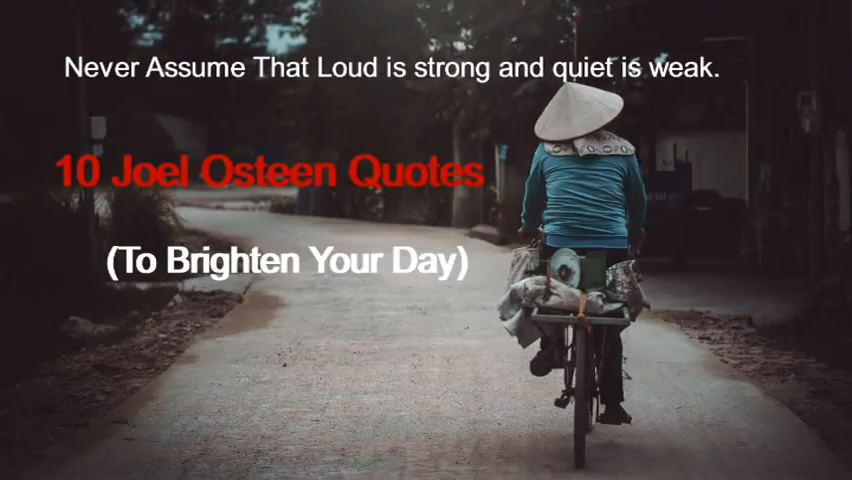 Never Assume That Loud is strong and quiet is weak.
10 Joel Osteen Quotes
(To Brighten Your Day)